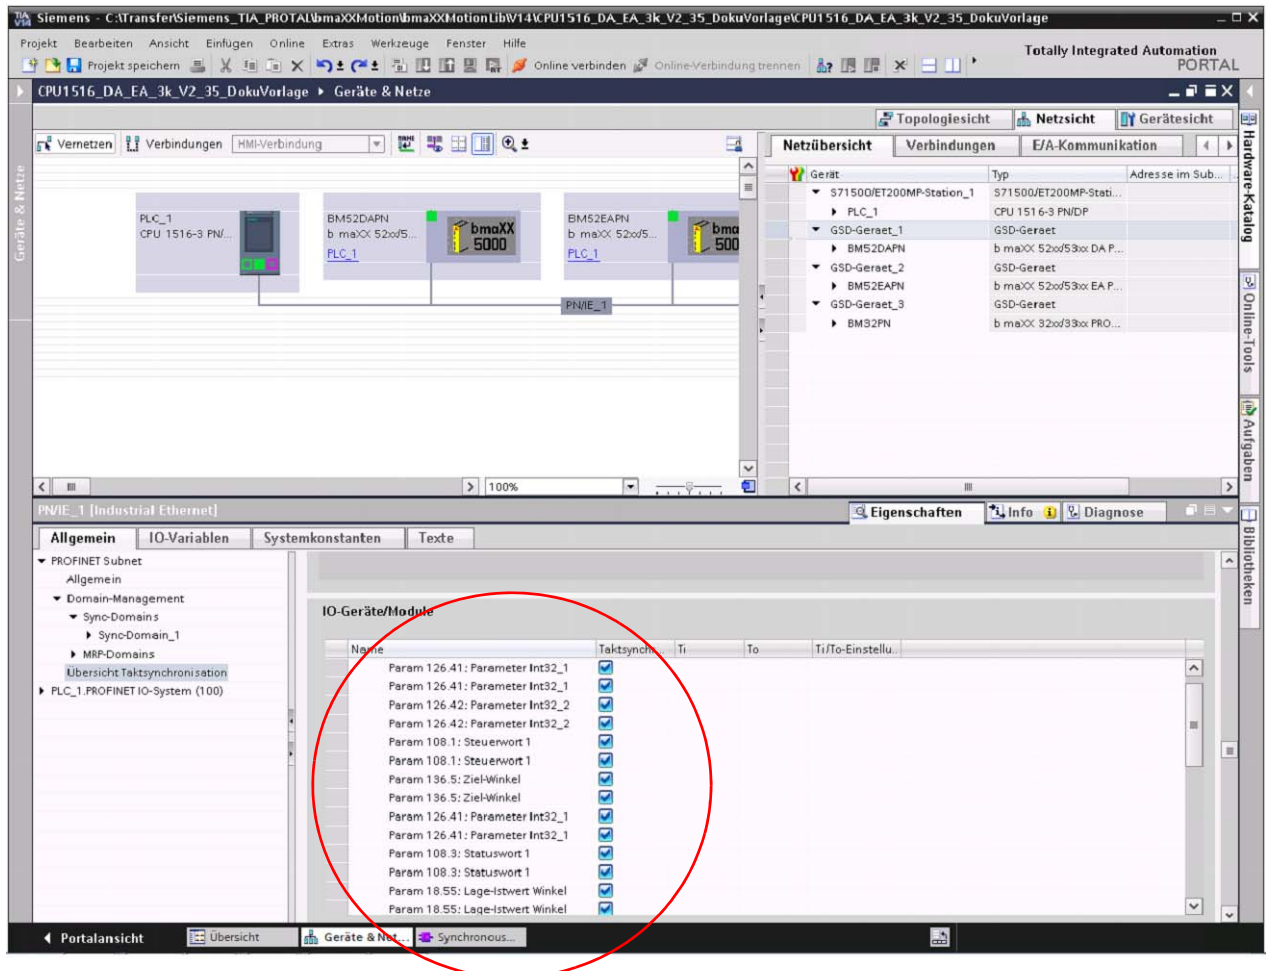 Siemens - C:\Transfer\Siemens_TIA_PROTAL\bmaXXMotion\bmaXXMotionLib\V14\CPU1516_DA_EA_3k_V2_35_DokuVorlage\CPU1516_DA_EA_3k_V2_35_DokuVorlage
Projekt Bearbeiten Ansicht Einfügen Online Extras Werkzeuge Fenster Hilfe
Totally Integrated Automation
PORTAL
Projekt speichern Online verbinden Online-Verbindung trennen
CPU1516_DA_EA_3k_V2_35_DokuVorlage Geräte & Netze
Topologiesicht Netzsicht Gerätesicht
Vernetzen Verbindungen HMI-Verbindung
Netzübersicht Verbindungen E/A-Kommunikation
Gerät Typ Adresse im Sub...
S71500/ET200MP-Station_1 S71500/ET200MP-Stati...
PLC_1 CPU 1516-3 PN/DP
GSD-Geraet_1 GSD-Geraet
BM52DAPN b maXX 52xx/53xx DA P...
GSD-Geraet_2 GSD-Geraet
BM52EAPN b maXX 52xx/53xx EA P...
GSD-Geraet_3 GSD-Geraet
BM32PN b maXX 32xx/33xx PRO...
PLC_1
CPU 1516-3 PN/...
BM52DAPN
b maXX 52xx/5...
PLC_1
bmaXX
5000
BM52EAPN
b maXX 52xx/5...
PLC_1
bma
500
PN/IE_1
100%
Geräte & Netze
Hardware-Katalog
Online-Tools
Aufgaben
Bibliotheken
PN/IE_1 [Industrial Ethernet]
Eigenschaften Info Diagnose
Allgemein IO-Variablen Systemkonstanten Texte
PROFINET Subnet
Allgemein
Domain-Management
Sync-Domains
Sync-Domain_1
MRP-Domains
Übersicht Taktsynchronisation
PLC_1.PROFINET IO-System (100)
IO-Geräte/Module
Name Taktsynchr... Ti To Ti/To-Einstellu...
Param 126.41: Parameter Int32_1
Param 126.41: Parameter Int32_1
Param 126.42: Parameter Int32_2
Param 126.42: Parameter Int32_2
Param 108.1: Steuerwort 1
Param 108.1: Steuerwort 1
Param 136.5: Ziel-Winkel
Param 136.5: Ziel-Winkel
Param 126.41: Parameter Int32_1
Param 126.41: Parameter Int32_1
Param 108.3: Statuswort 1
Param 108.3: Statuswort 1
Param 18.55: Lage-Istwert Winkel
Param 18.55: Lage-Istwert Winkel
Portalansicht Übersicht Geräte & Net... Synchronous...